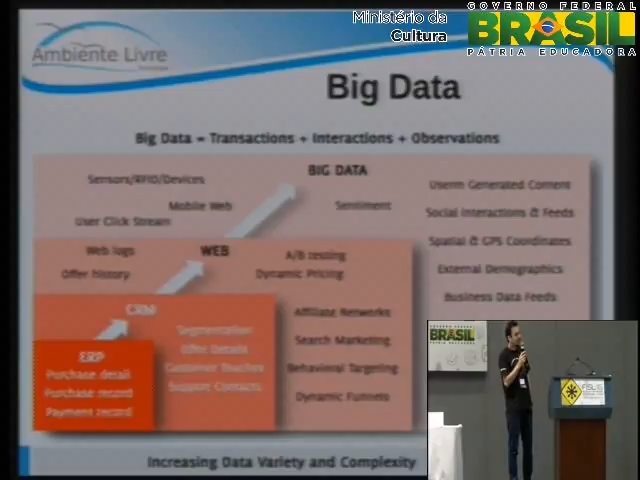 Ministério da
Cultura
GOVERNO FEDERAL
BRASIL
PÁTRIA EDUCADORA
Ambiente Livre
Big Data
Big Data = Transactions + Interactions + Observations
BIG DATA
Sensors/RFID/Devices
Mobile Web
User Click Stream
Sentiment
User Generated Content
Social Interactions & Feeds
Spatial & GPS Coordinates
External Demographics
Business Data Feeds
WEB
Web logs
Offer history
A/B testing
Dynamic Pricing
Affiliate Networks
Search Marketing
Behavioral Targeting
Dynamic Funnels
CRM
Segmentation
Offer Details
Customer Touches
Support Contacts
ERP
Purchase detail
Purchase record
Payment record
Increasing Data Variety and Complexity
BRASIL
FISL16